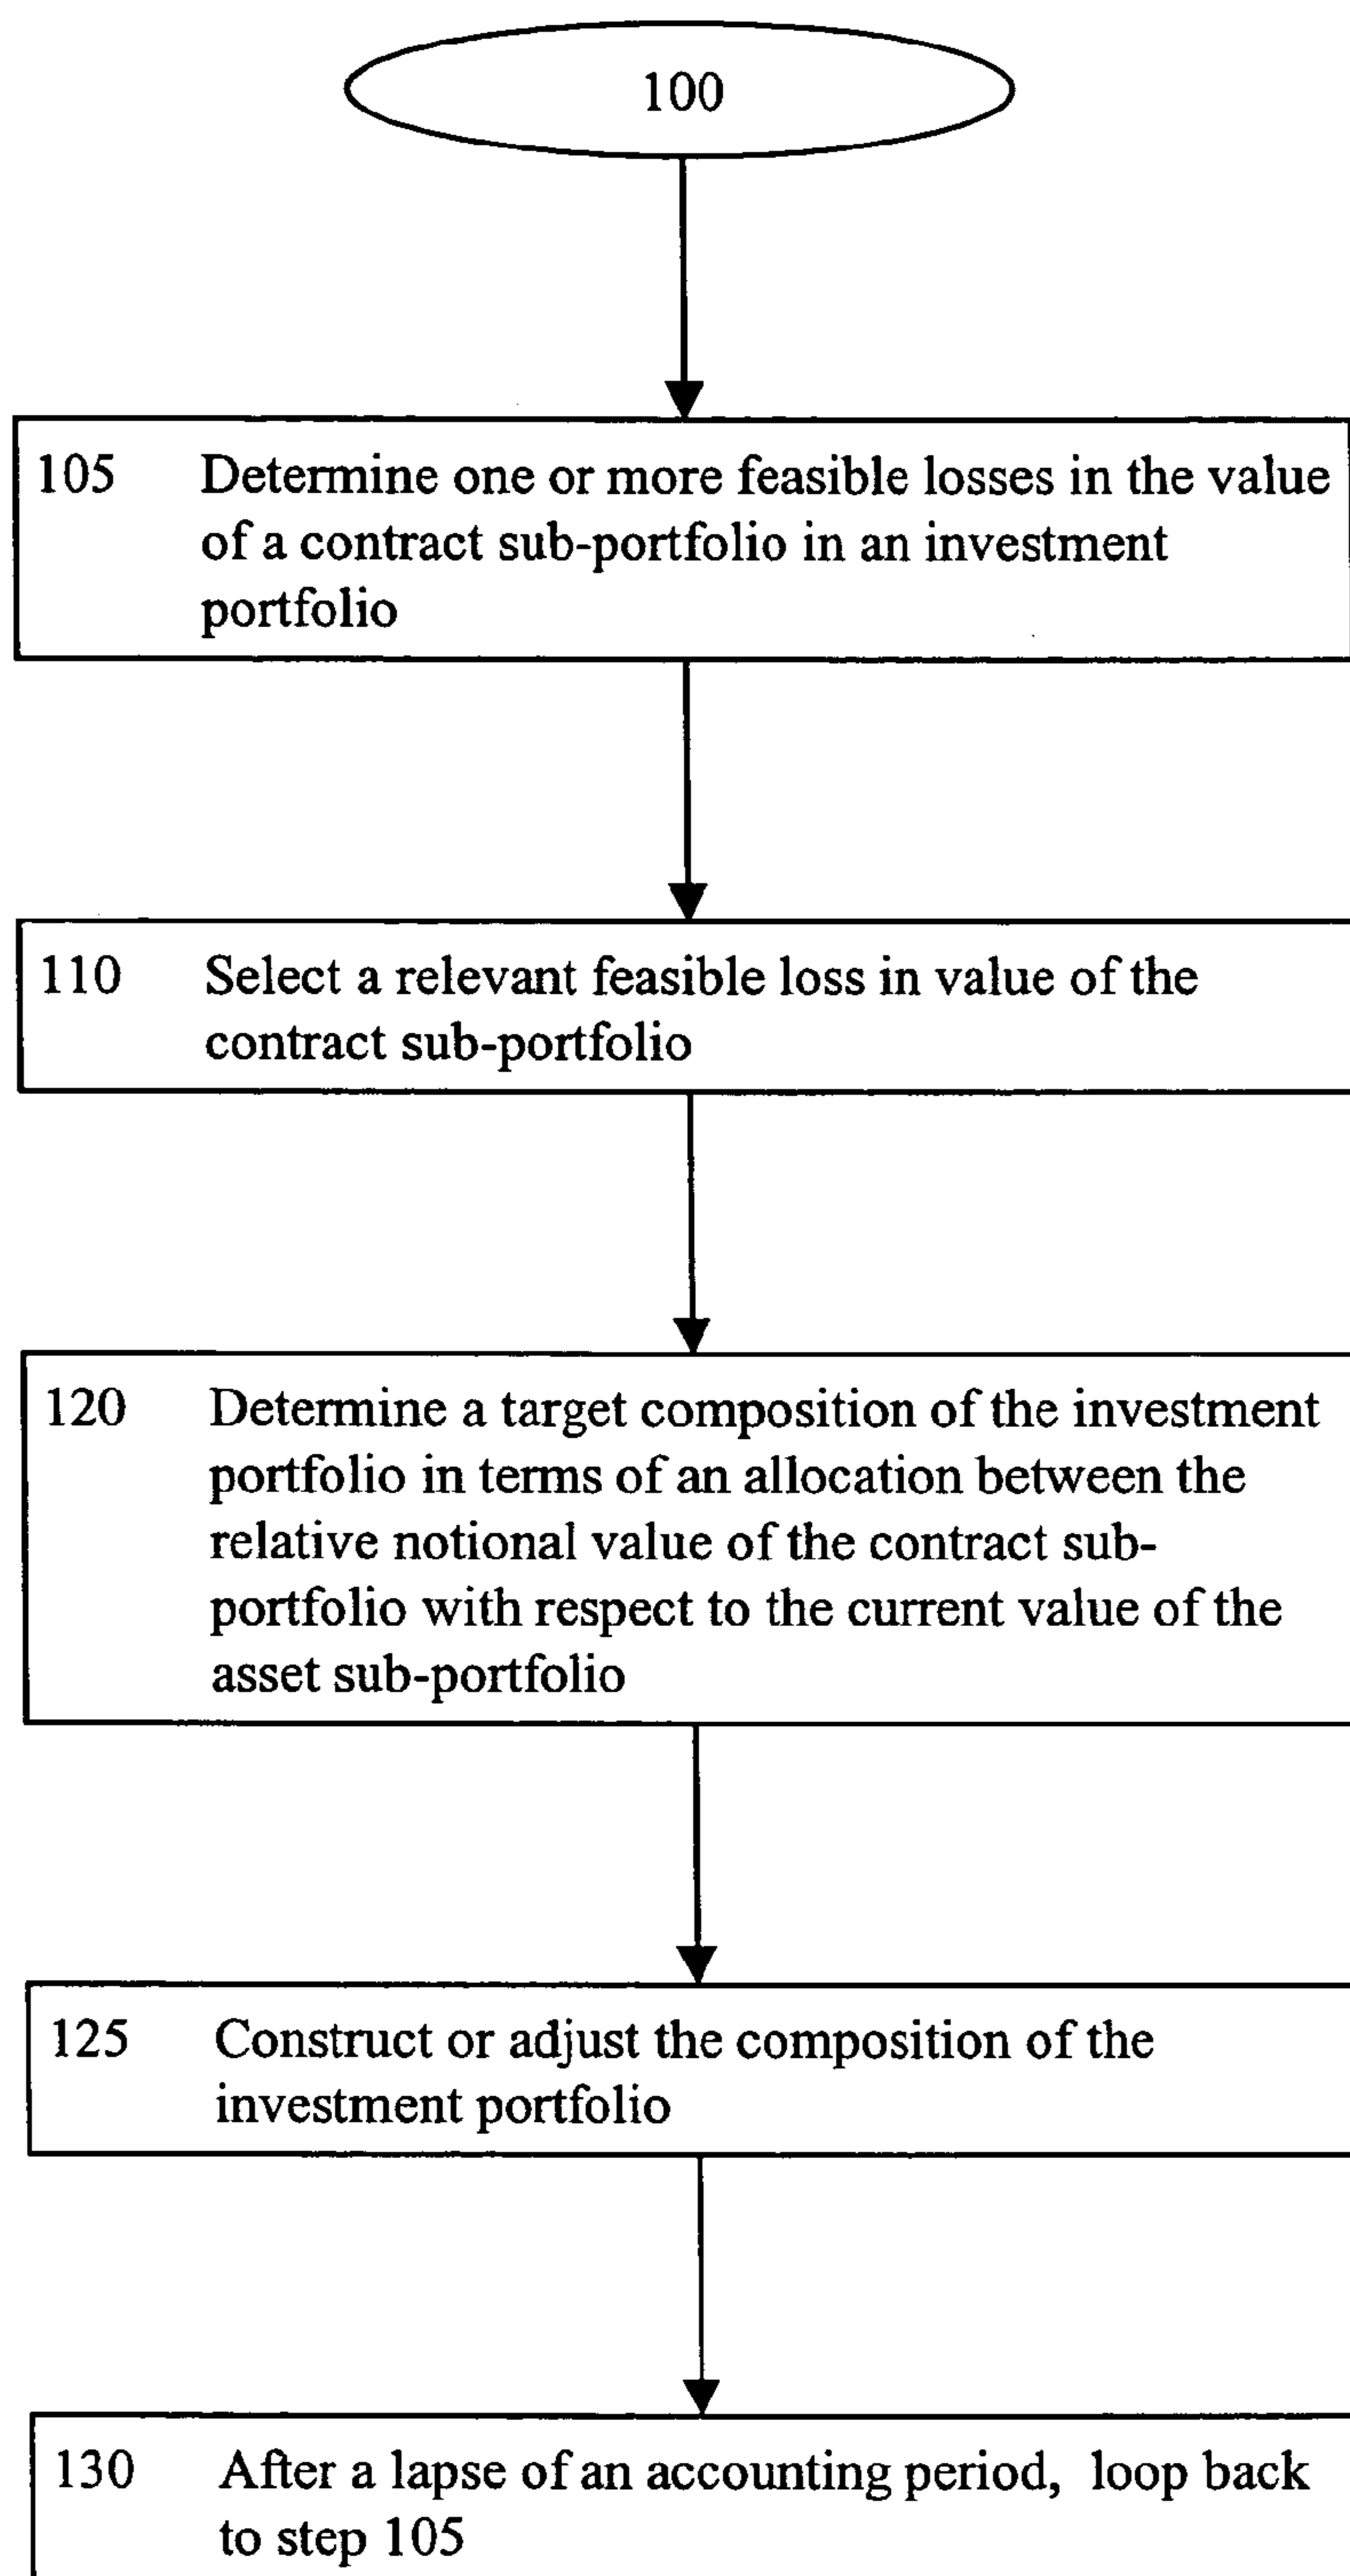 100
105 Determine one or more feasible losses in the value
of a contract sub-portfolio in an investment
portfolio
110 Select a relevant feasible loss in value of the
contract sub-portfolio
120 Determine a target composition of the investment
portfolio in terms of an allocation between the
relative notional value of the contract sub-
portfolio with respect to the current value of the
asset sub-portfolio
125 Construct or adjust the composition of the
investment portfolio
130 After a lapse of an accounting period, loop back
to step 105